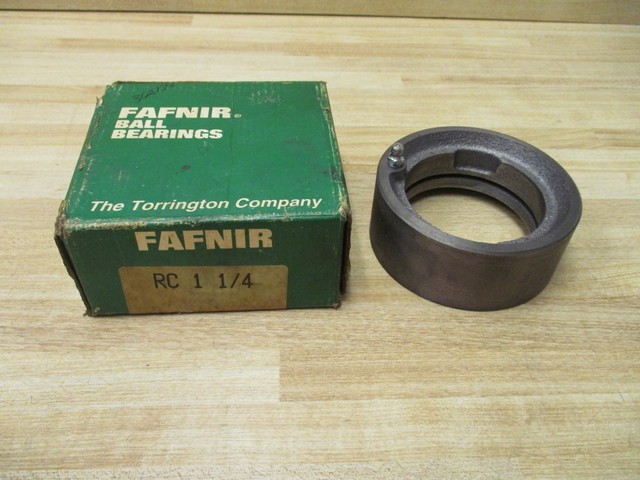 FAFNIR®
BALL
BEARINGS
The Torrington Company
FAFNIR
RC 1 1/4